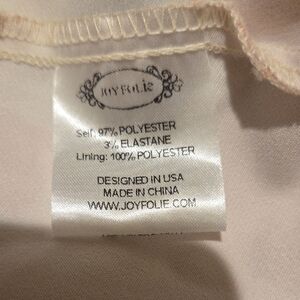 JOYFOLIE
Self: 97% POLYESTER
3% ELASTANE
Lining: 100% POLYESTER
DESIGNED IN USA
MADE IN CHINA
WWW.JOYFOLIE.COM